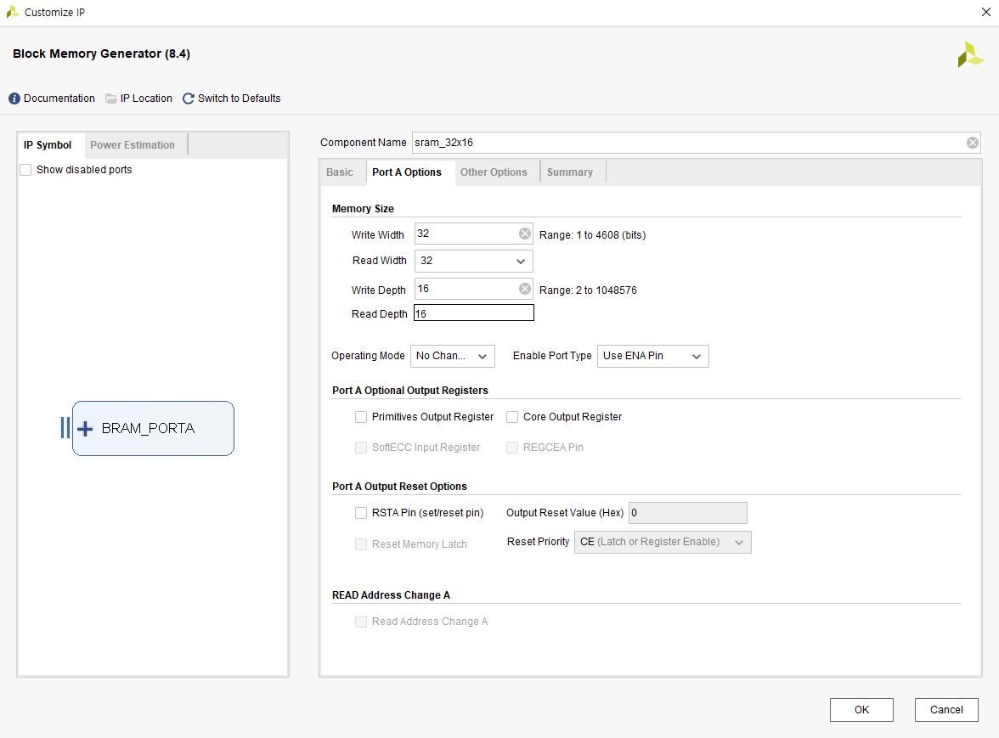 Customize IP
Block Memory Generator (8.4)
Documentation IP Location Switch to Defaults
IP Symbol Power Estimation
Show disabled ports
BRAM_PORTA
Component Name sram_32x16
Basic Port A Options Other Options Summary
Memory Size
Write Width 32 Range: 1 to 4608 (bits)
Read Width 32
Write Depth 16 Range: 2 to 1048576
Read Depth 16
Operating Mode No Chan... Enable Port Type Use ENA Pin
Port A Optional Output Registers
Primitives Output Register Core Output Register
SoftECC Input Register REGCEA Pin
Port A Output Reset Options
RSTA Pin (set/reset pin) Output Reset Value (Hex) 0
Reset Memory Latch Reset Priority CE (Latch or Register Enable)
READ Address Change A
Read Address Change A
OK Cancel